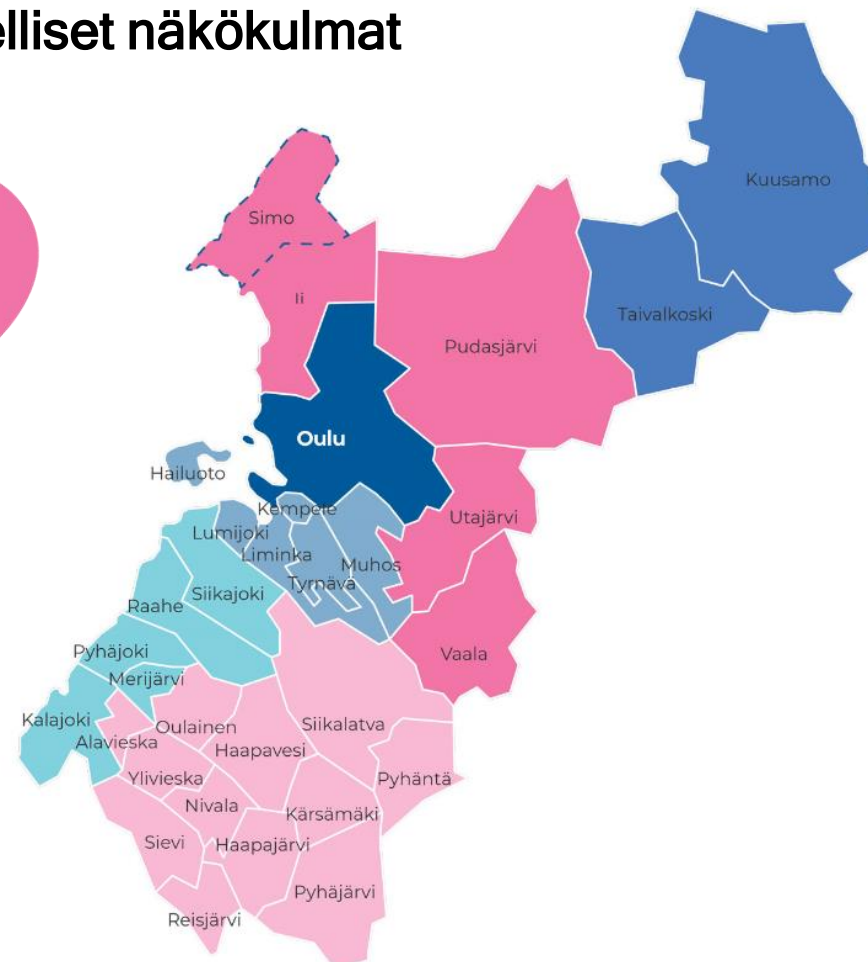 elliset näkökulmat
Kuusamo
Simo
Ii
Taivalkoski
Pudasjärvi
Oulu
Hailuoto
Kempele
Utajärvi
Lumijoki
Liminka
Muhos
Tyrnävä
Siikajoki
Raahe
Pyhäjoki
Vaala
Merijärvi
Kalajoki
Oulainen
Siikalatva
Alavieska
Haapavesi
Ylivieska
Pyhäntä
Nivala
Kärsämäki
Sievi
Haapajärvi
Pyhäjärvi
Reisjärvi